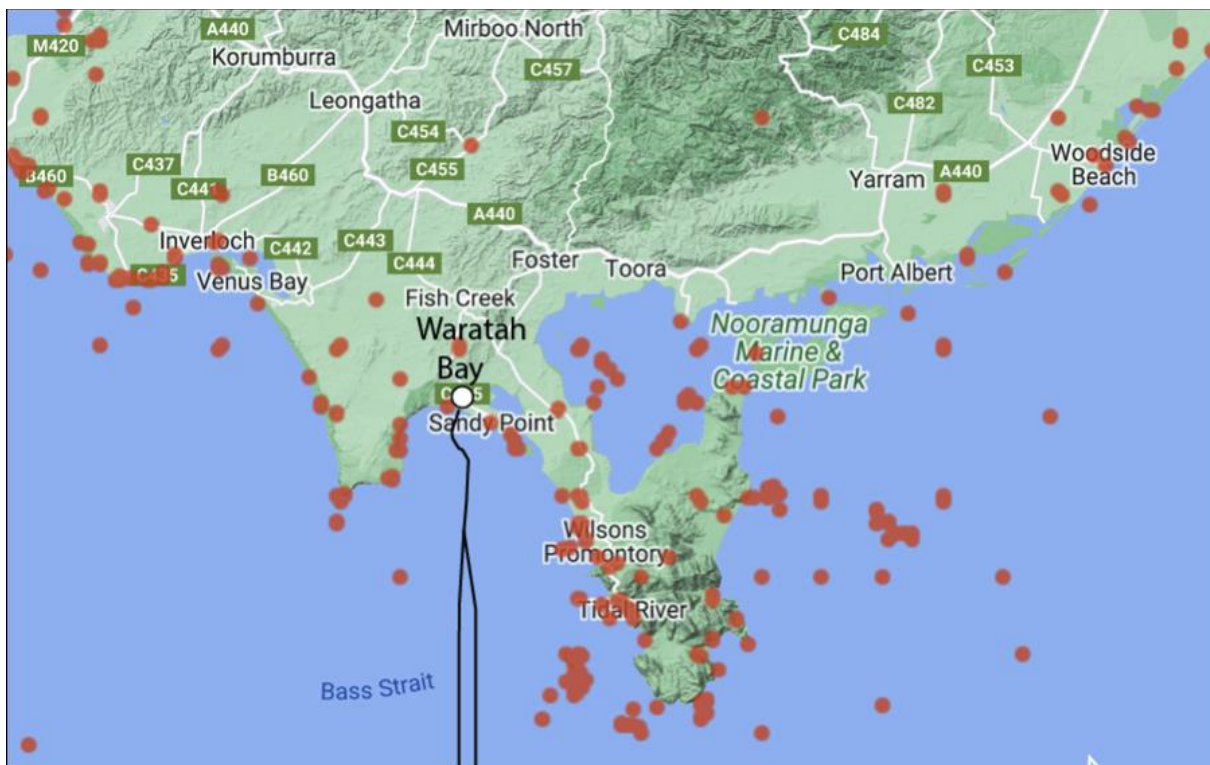 A440
M420
Mirboo North
C484
Korumburra
C457
C453
Leongatha
C482
C454
C437
C455
B460
C441
B460
A440
Woodside
Beach
Yarram
A440
Inverloch
C442
C443
C444
Foster
Toora
Port Albert
C435
Venus Bay
Fish Creek
Waratah
Bay
Nooramunga
Marine &
Coastal Park
Sandy Point
Wilsons
Promontory
Tidal River
Bass Strait